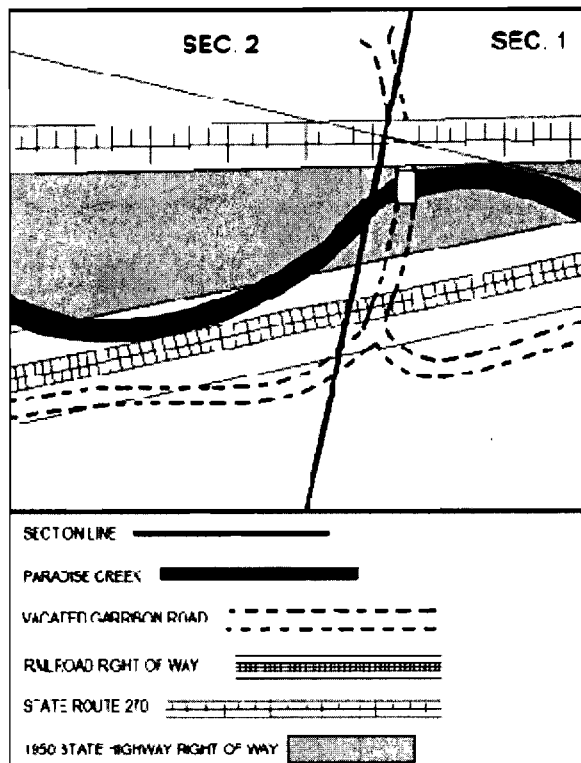 SEC. 2
SEC. 1
SECTION LINE
PARADISE CREEK
VACATED GARRISON ROAD
RAILROAD RIGHT OF WAY
STATE ROUTE 270
1950 STATE HIGHWAY RIGHT OF WAY